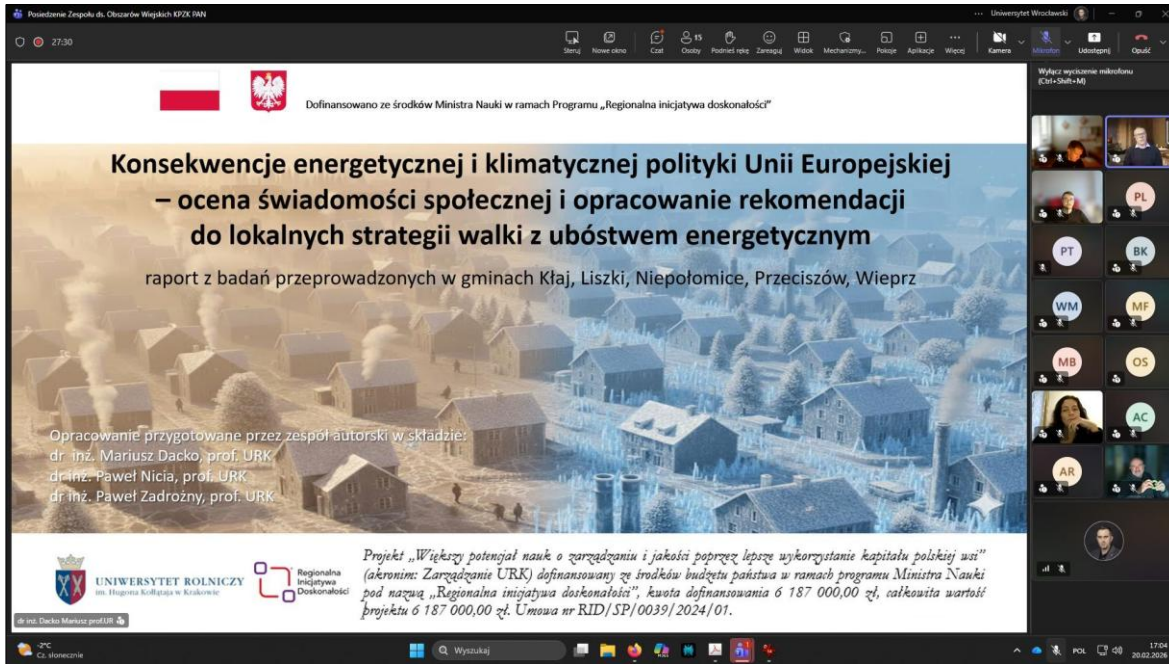 Posiedzenie Zespołu ds. Obszarów Wiejskich KPZK PAN
Uniwersytet Wrocławski
27:30
Steruj
Nowe okno
Czat
Osoby
15
Podnieś rękę
Zareaguj
Widok
Mechanizmy...
Pokoje
Aplikacje
Więcej
Kamera
Mikrofon
Udostępnij
Opuść
Wyłącz wyciszenie mikrofonu
(Ctrl+Shift+M)
Dofinansowano ze środków Ministra Nauki w ramach Programu „Regionalna inicjatywa doskonałości”
Konsekwencje energetycznej i klimatycznej polityki Unii Europejskiej
– ocena świadomości społecznej i opracowanie rekomendacji
do lokalnych strategii walki z ubóstwem energetycznym
raport z badań przeprowadzonych w gminach Kłaj, Liszki, Niepołomice, Przeciszów, Wieprz
Opracowanie przygotowane przez zespół autorski w składzie:
dr inż. Mariusz Dacko, prof. URK
dr inż. Paweł Nicia, prof. URK
dr inż. Paweł Zadrożny, prof. URK
UNIWERSYTET ROLNICZY
im. Hugona Kołłątaja w Krakowie
Regionalna
Inicjatywa
Doskonałości
Projekt „Większy potencjał nauk o zarządzaniu i jakości poprzez lepsze wykorzystanie kapitału polskiej wsi”
(akronim: Zarządzanie URK) dofinansowany ze środków budżetu państwa w ramach programu Ministra Nauki
pod nazwą „Regionalna inicjatywa doskonałości”, kwota dofinansowania 6 187 000,00 zł, całkowita wartość
projektu 6 187 000,00 zł. Umowa nr RID/SP/0039/2024/01.
dr inż. Dacko Mariusz prof.UR
PL
PT
BK
WM
MF
MB
OS
AC
AR
-2°C
Cz. słonecznie
Wyszukaj
POL
17:04
20.02.2026